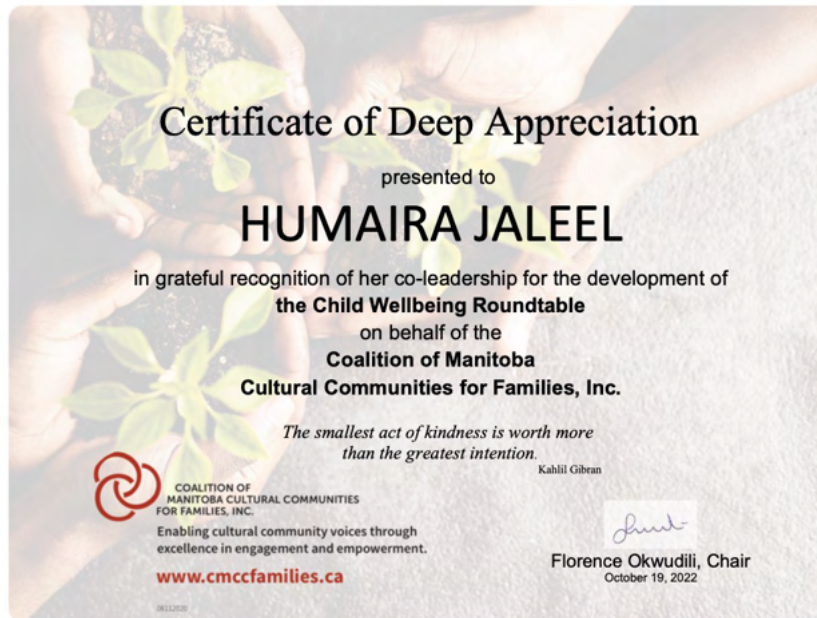 Certificate of Deep Appreciation
presented to
HUMAIRA JALEEL
in grateful recognition of her co-leadership for the development of
the Child Wellbeing Roundtable
on behalf of the
Coalition of Manitoba
Cultural Communities for Families, Inc.
The smallest act of kindness is worth more
than the greatest intention.
Kahlil Gibran
COALITION OF
MANITOBA CULTURAL COMMUNITIES
FOR FAMILIES, INC.
Enabling cultural community voices through
excellence in engagement and empowerment.
www.cmccfamilies.ca
Florence Okwudili, Chair
October 19, 2022